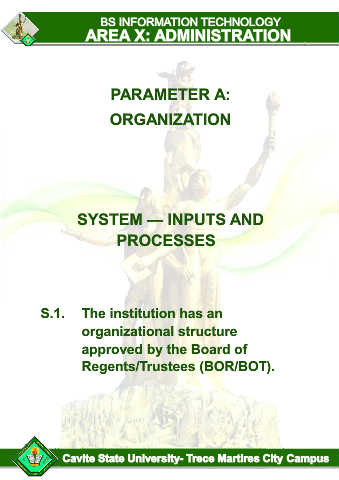 BS INFORMATION TECHNOLOGY
AREA X: ADMINISTRATION
PARAMETER A:
ORGANIZATION
SYSTEM — INPUTS AND
PROCESSES
S.1. The institution has an
organizational structure
approved by the Board of
Regents/Trustees (BOR/BOT).
Cavite State University- Trece Martires City Campus